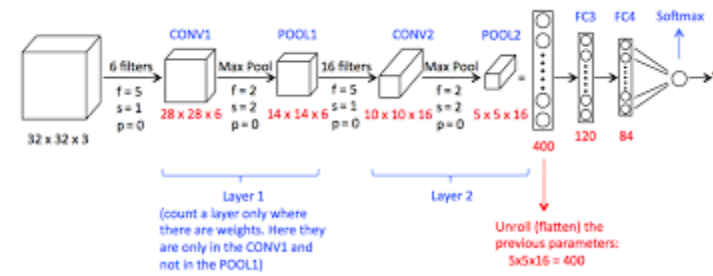 32 x 32 x 3
6 filters
f = 5
s = 1
p = 0
CONV1
28 x 28 x 6
Max Pool
f = 2
s = 2
p = 0
POOL1
14 x 14 x 6
16 filters
f = 5
s = 1
p = 0
CONV2
10 x 10 x 16
Max Pool
f = 2
s = 2
p = 0
POOL2
5 x 5 x 16
=
400
FC3
120
FC4
84
Softmax
Layer 1
(count a layer only where
there are weights. Here they
are only in the CONV1 and
not in the POOL1)
Layer 2
Unroll (flatten) the
previous parameters:
5x5x16 = 400